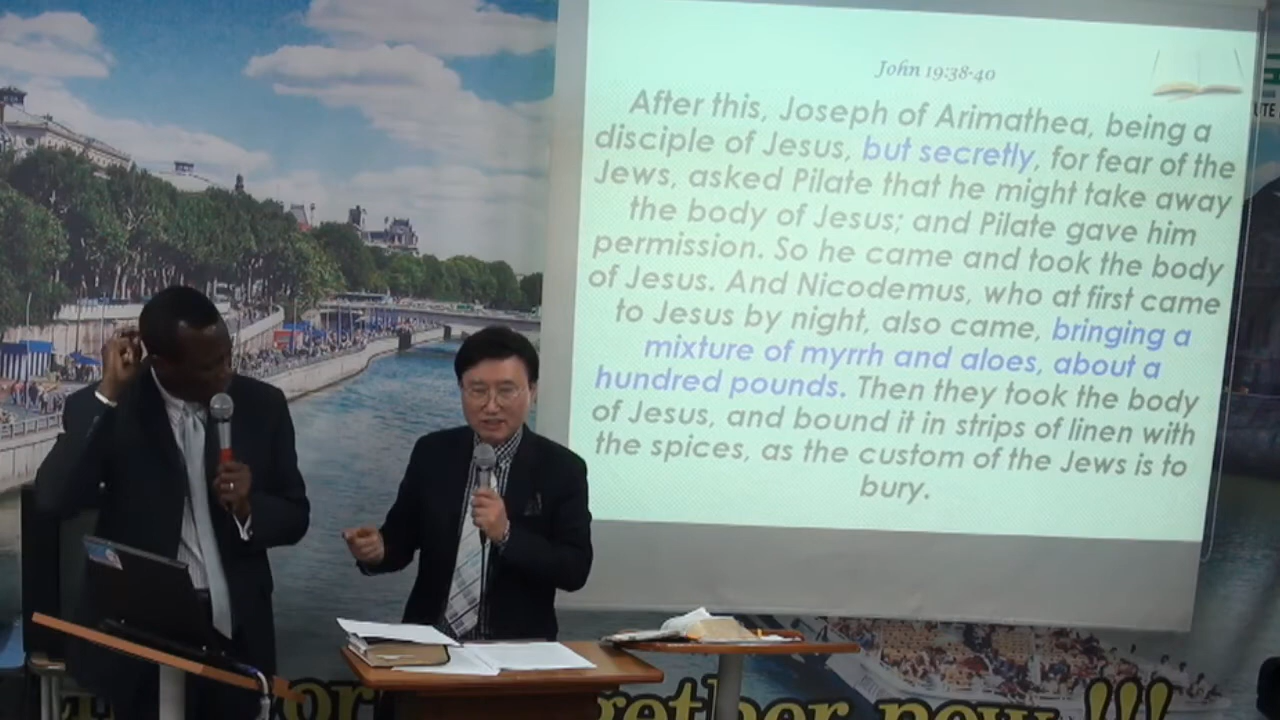 John 19:38-40
After this, Joseph of Arimathea, being a
disciple of Jesus, but secretly, for fear of the
Jews, asked Pilate that he might take away
the body of Jesus; and Pilate gave him
permission. So he came and took the body
of Jesus. And Nicodemus, who at first came
to Jesus by night, also came, bringing a
mixture of myrrh and aloes, about a
hundred pounds. Then they took the body
of Jesus, and bound it in strips of linen with
the spices, as the custom of the Jews is to
bury.
now !!!